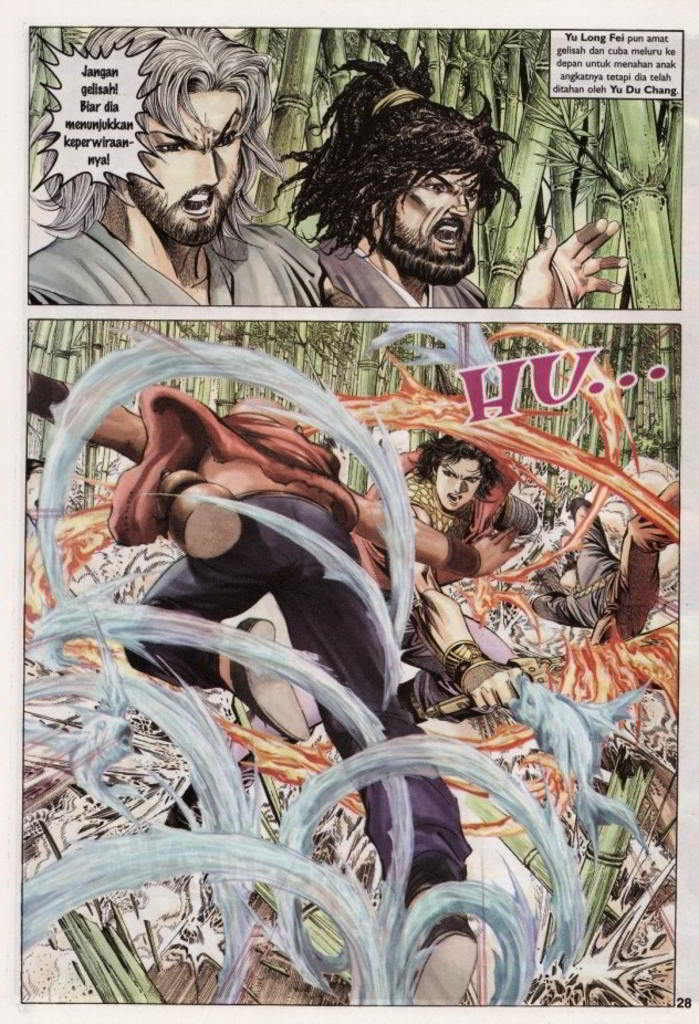 Jangan
gelisah!
Biar dia
menunjukkan
keperwiraan-
nya!
Yu Long Fei pun amat
gelisah dan cuba meluru ke
depan untuk menahan anak
angkatnya tetapi dia telah
ditahan oleh Yu Du Chang.
HU...
28